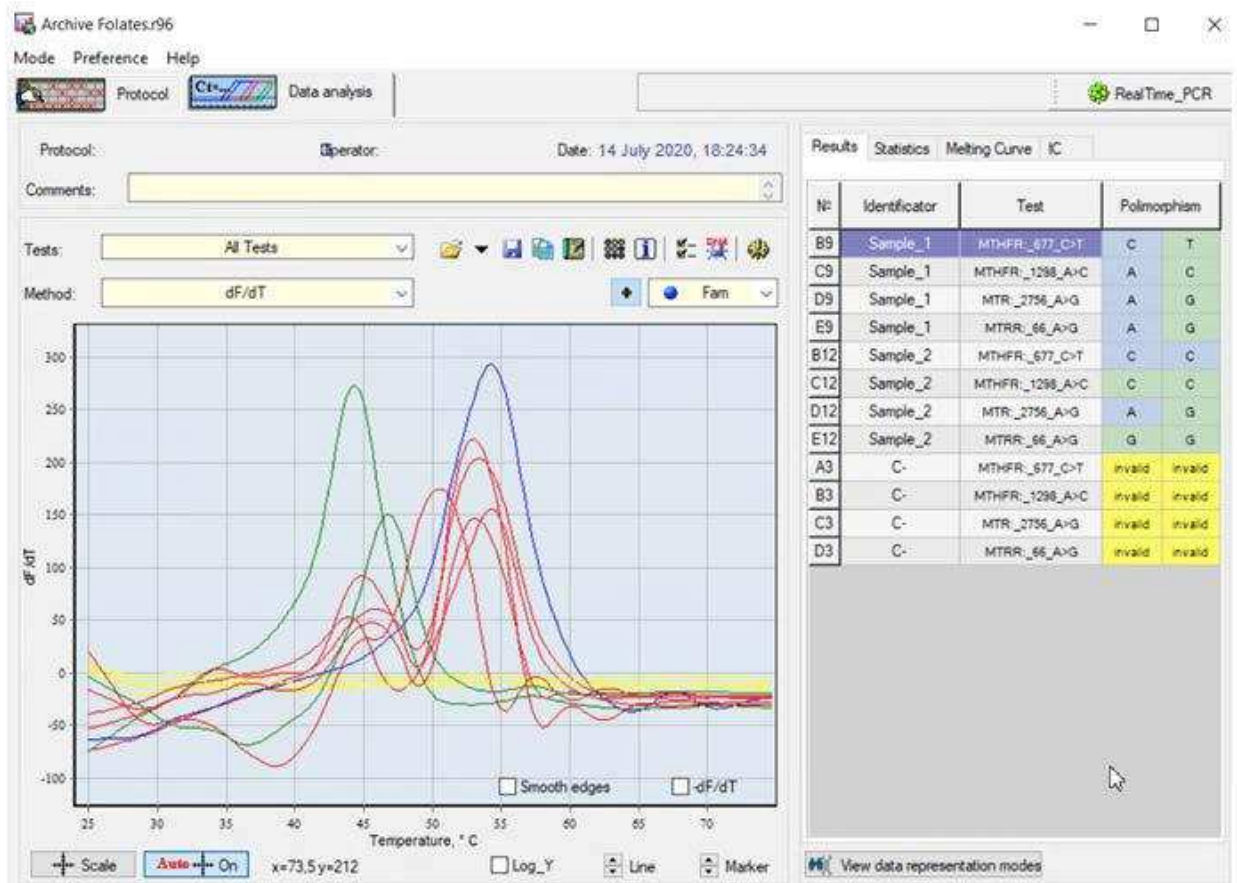 Archive Folates.r96
Mode Preference Help
Protocol Ct=... Data analysis RealTime_PCR
Protocol: Date: 14 July 2020, 18:24:34
Comments:
Tests: All Tests
Method: dF/dT Fam
dF/dT
300
250
200
150
100
50
0
-50
-100
Smooth edges -dF/dT
25 30 35 40 45 50 55 60 65 70
Temperature, ° C
Scale Auto On x=73,5 y=212 Log_Y Line Marker
Results Statistics Melting Curve IC
Nº Identificator Test Polimorphism
B9 Sample_1 MTHFR:_677_C>T C T
C9 Sample_1 MTHFR:_1298_A>C A C
D9 Sample_1 MTR:_2756_A>G A G
E9 Sample_1 MTRR:_66_A>G A G
B12 Sample_2 MTHFR:_677_C>T C C
C12 Sample_2 MTHFR:_1298_A>C C C
D12 Sample_2 MTR:_2756_A>G A G
E12 Sample_2 MTRR:_66_A>G G G
A3 C- MTHFR:_677_C>T invalid invalid
B3 C- MTHFR:_1298_A>C invalid invalid
C3 C- MTR:_2756_A>G invalid invalid
D3 C- MTRR:_66_A>G invalid invalid
View data representation modes